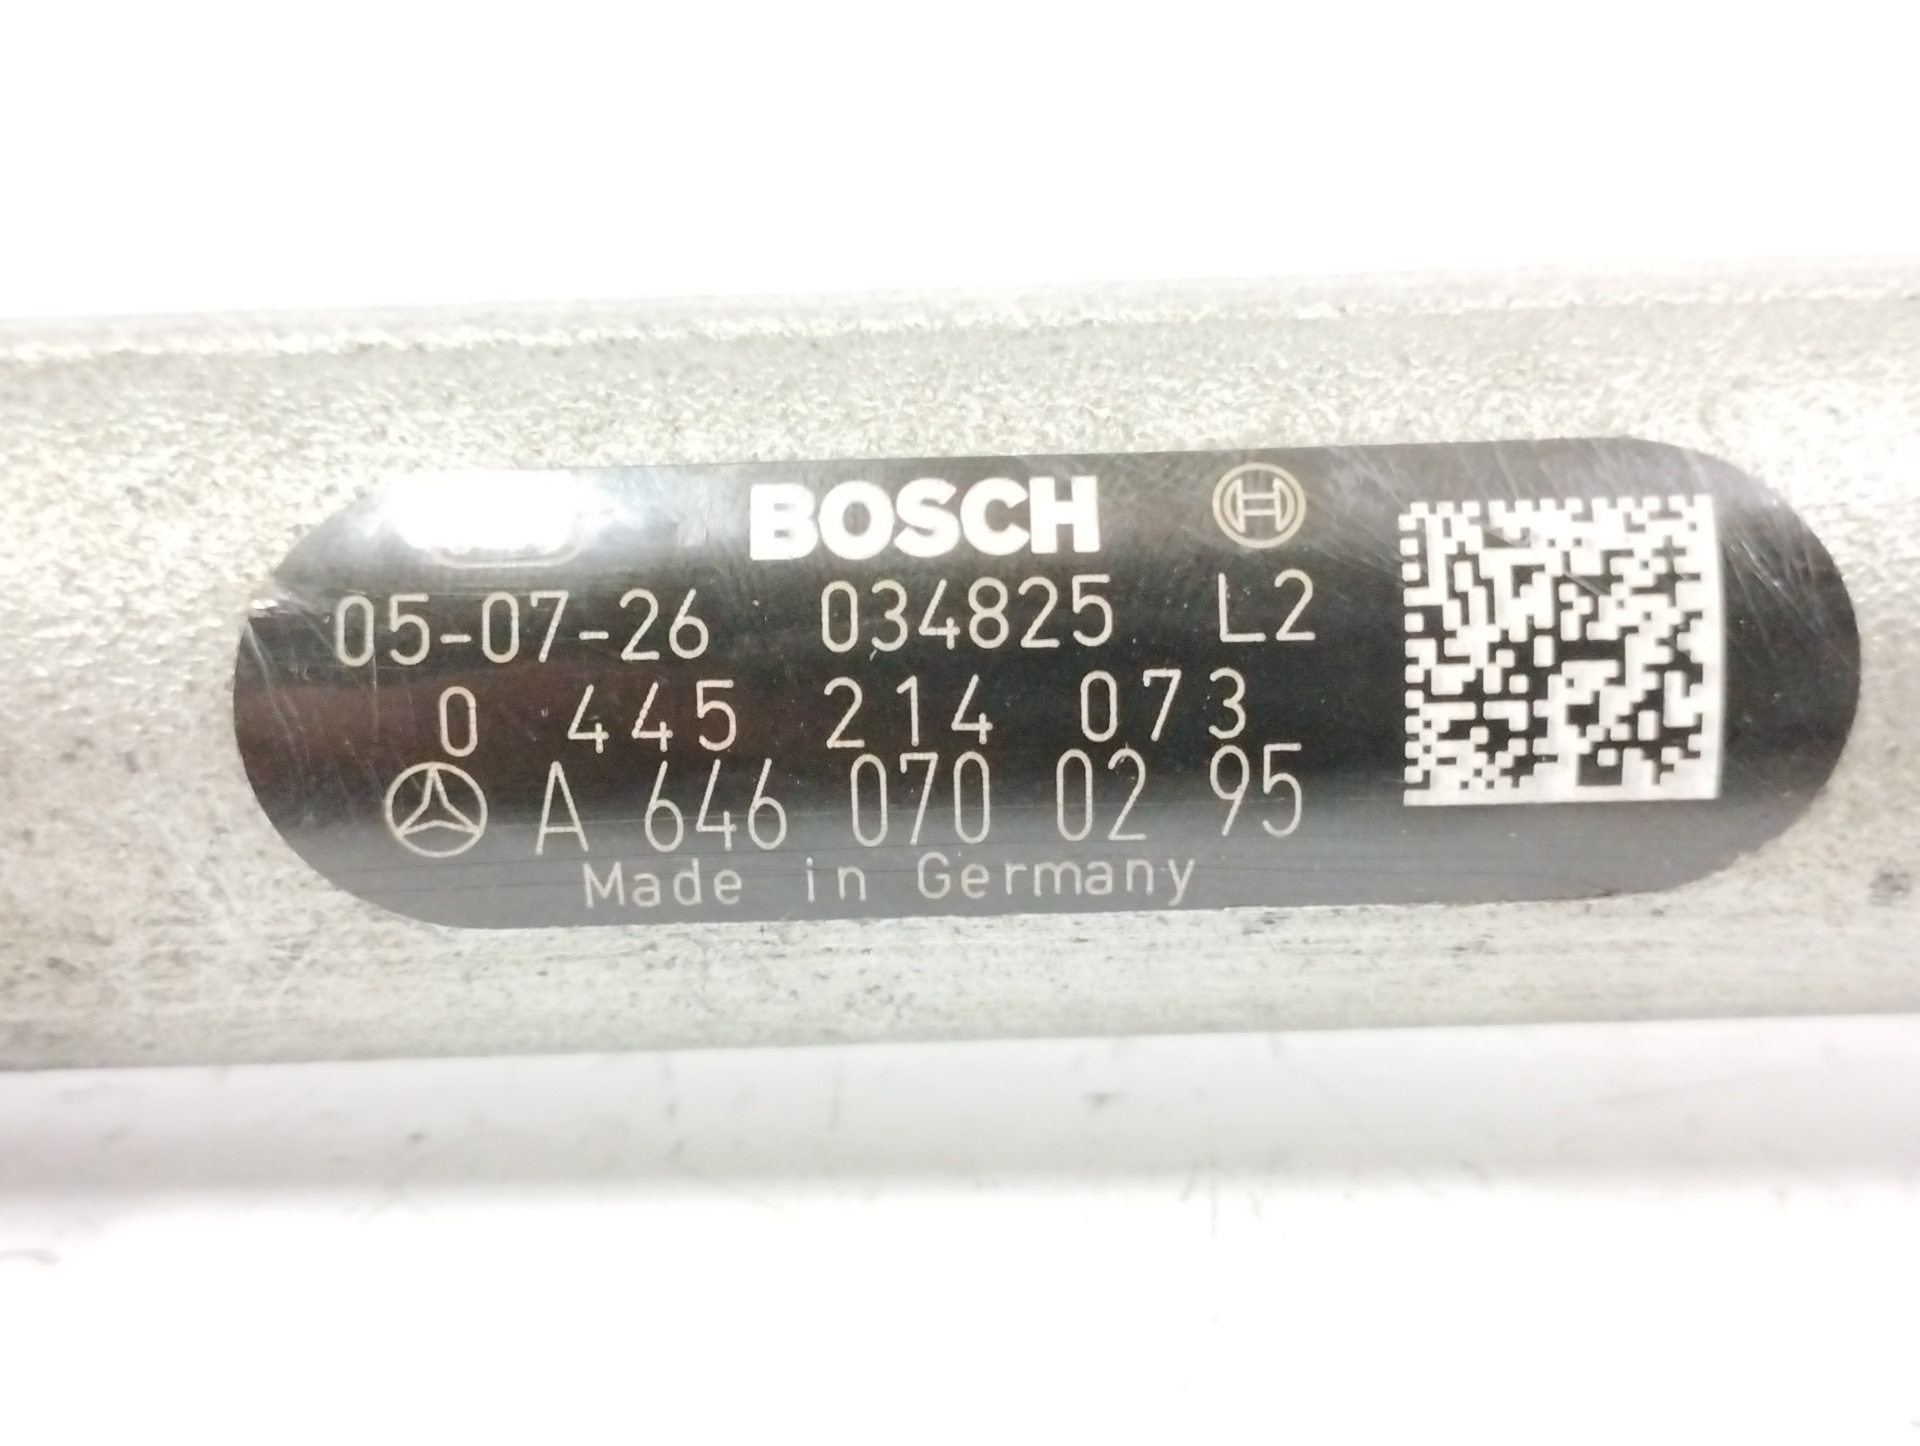 BOSCH
05-07-26 034825 L2
0 445 214 073
A 646 070 02 95
Made in Germany